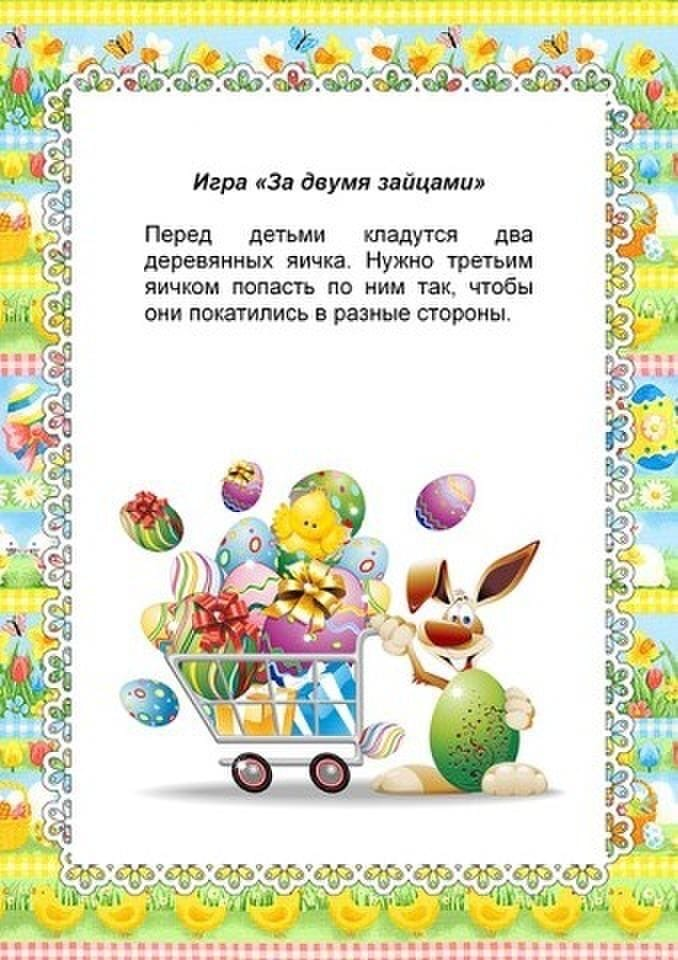 Игра «За двумя зайцами»
Перед детьми кладутся два
деревянных яичка. Нужно третьим
яичком попасть по ним так, чтобы
они покатились в разные стороны.